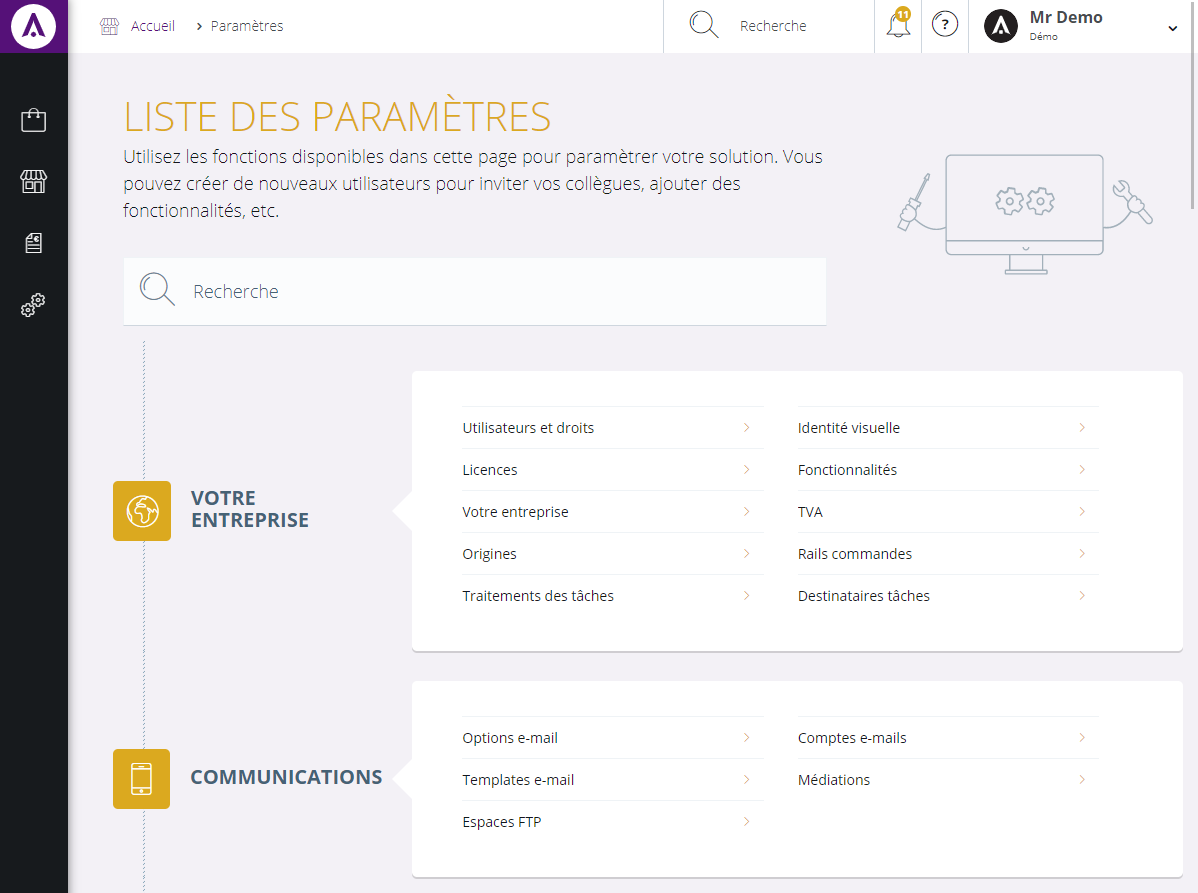 Accueil
Paramètres
Recherche
11
?
Mr Demo
Démo
LISTE DES PARAMÈTRES
Utilisez les fonctions disponibles dans cette page pour paramètrer votre solution. Vous
pouvez créer de nouveaux utilisateurs pour inviter vos collègues, ajouter des
fonctionnalités, etc.
Recherche
VOTRE
ENTREPRISE
Utilisateurs et droits
Identité visuelle
Licences
Fonctionnalités
Votre entreprise
TVA
Origines
Rails commandes
Traitements des tâches
Destinataires tâches
COMMUNICATIONS
Options e-mail
Comptes e-mails
Templates e-mail
Médiations
Espaces FTP